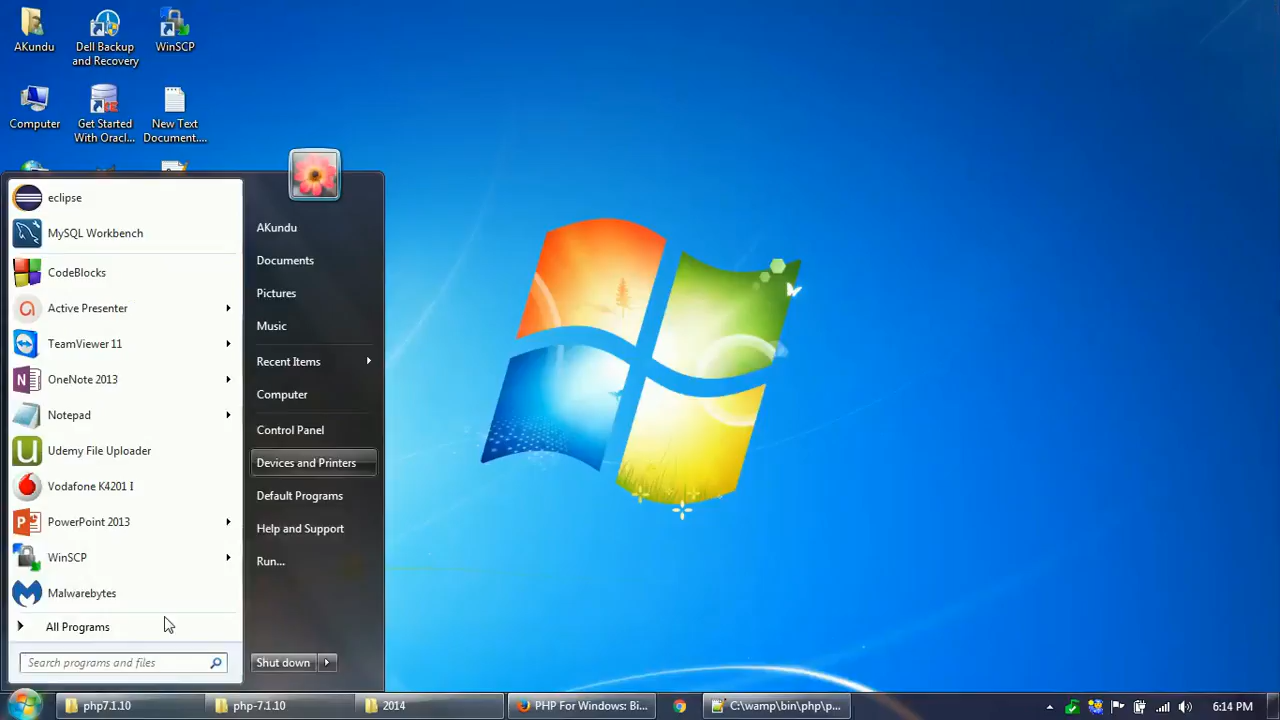 AKundu
Dell Backup
and Recovery
WinSCP
Computer
Get Started
With Oracl...
New Text
Document....
eclipse
MySQL Workbench
CodeBlocks
Active Presenter
TeamViewer 11
OneNote 2013
Notepad
Udemy File Uploader
Vodafone K4201 I
PowerPoint 2013
WinSCP
Malwarebytes
All Programs
Search programs and files
AKundu
Documents
Pictures
Music
Recent Items
Computer
Control Panel
Devices and Printers
Default Programs
Help and Support
Run...
Shut down
php7.1.10
php-7.1.10
2014
PHP For Windows: Bi...
C:\wamp\bin\php\p...
6:14 PM